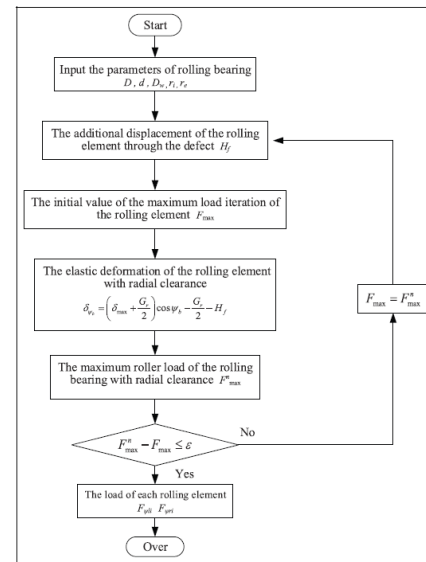 Start
Input the parameters of rolling bearing
D , d , D_w, r_i, r_e
The additional displacement of the rolling
element through the defect H_f
The initial value of the maximum load iteration of
the rolling element F_max
The elastic deformation of the rolling element
with radial clearance
δ_ψb = (δ_max + G_r/2) cos ψ_b − G_r/2 − H_f
F_max = F^n_max
The maximum roller load of the rolling
bearing with radial clearance F^n_max
F^n_max − F_max ≤ ε
No
Yes
The load of each rolling element
F_ψli F_ψri
Over